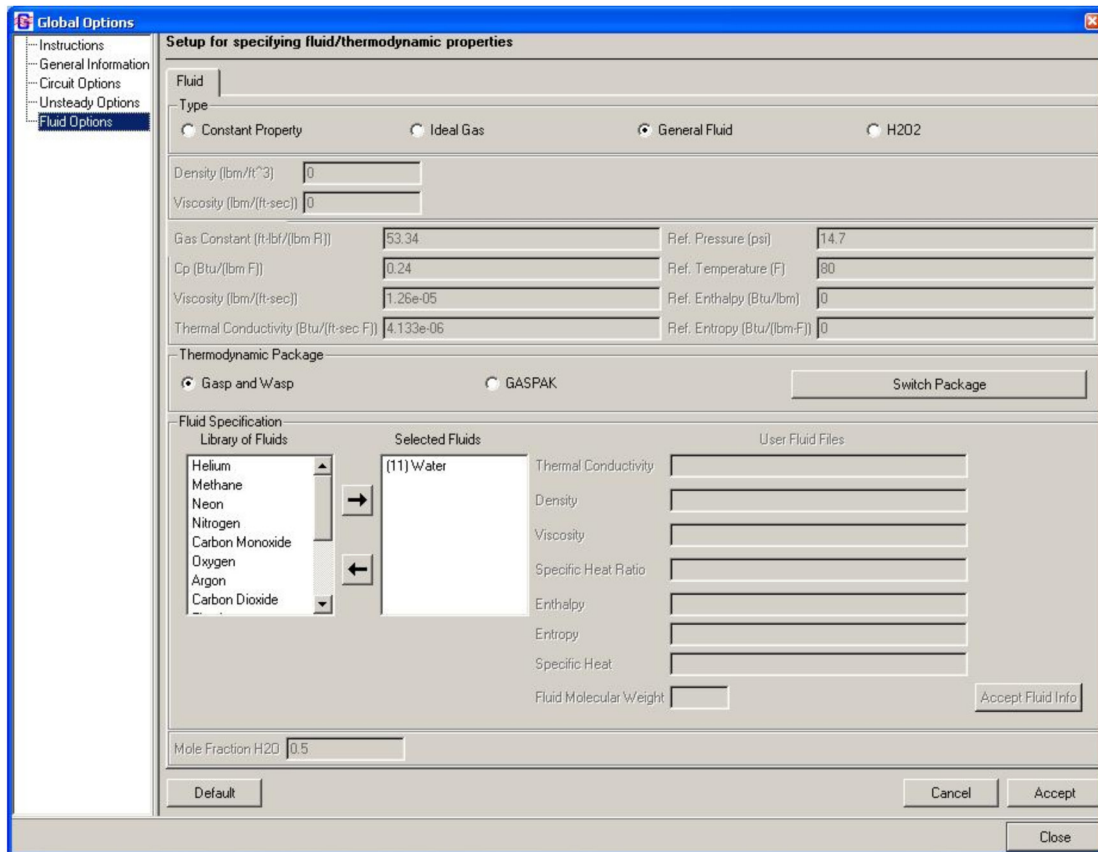 Global Options
Instructions
General Information
Circuit Options
Unsteady Options
Fluid Options
Setup for specifying fluid/thermodynamic properties
Fluid
Type
Constant Property
Ideal Gas
General Fluid
H2O2
Density (lbm/ft^3) 0
Viscosity (lbm/(ft-sec)) 0
Gas Constant (ft-lbf/(lbm R)) 53.34
Ref. Pressure (psi) 14.7
Cp (Btu/(lbm F)) 0.24
Ref. Temperature (F) 80
Viscosity (lbm/(ft-sec)) 1.26e-05
Ref. Enthalpy (Btu/lbm) 0
Thermal Conductivity (Btu/(ft-sec F)) 4.133e-06
Ref. Entropy (Btu/(lbm-F)) 0
Thermodynamic Package
Gasp and Wasp
GASPAK
Switch Package
Fluid Specification
Library of Fluids
Helium
Methane
Neon
Nitrogen
Carbon Monoxide
Oxygen
Argon
Carbon Dioxide
Selected Fluids
(11) Water
User Fluid Files
Thermal Conductivity
Density
Viscosity
Specific Heat Ratio
Enthalpy
Entropy
Specific Heat
Fluid Molecular Weight
Accept Fluid Info
Mole Fraction H2O 0.5
Default
Cancel
Accept
Close